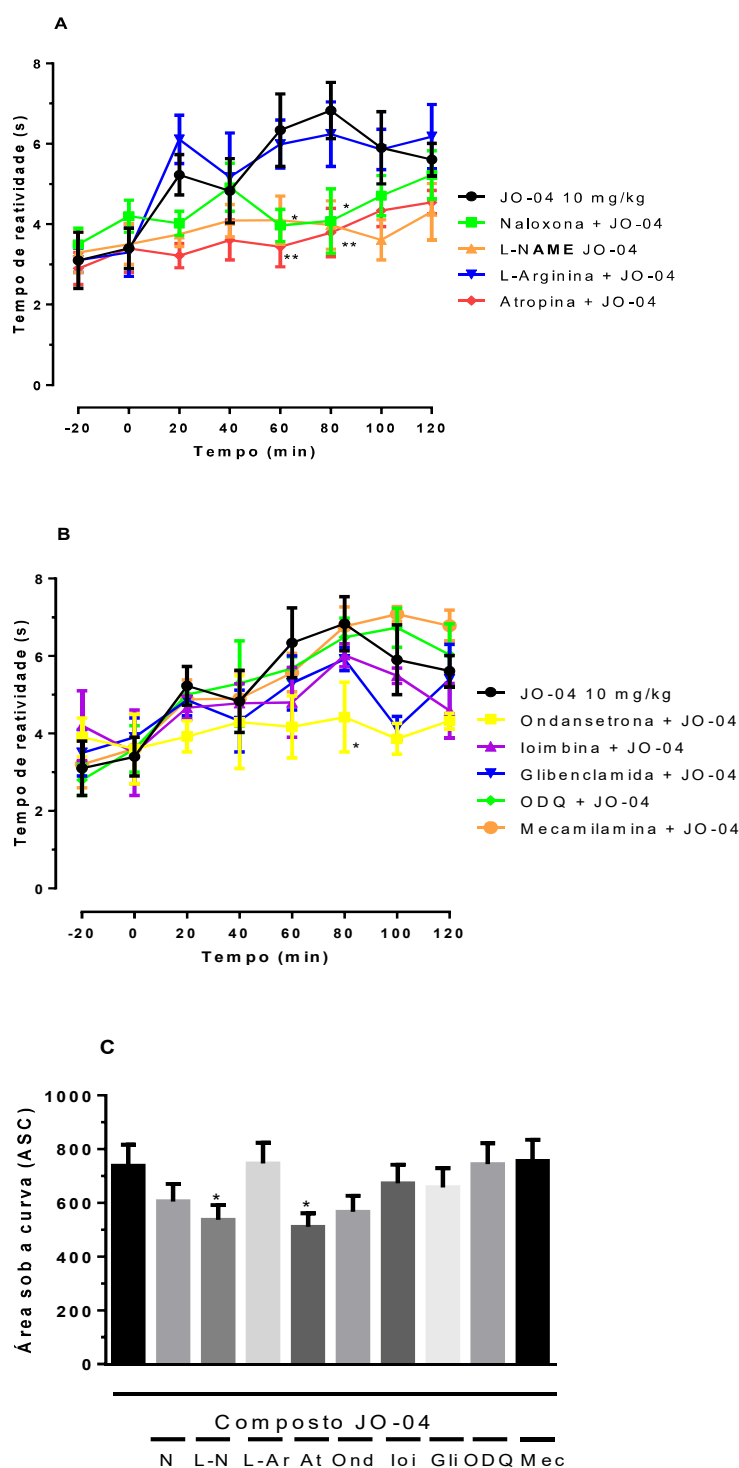 A
8
6
4
2
0
Tempo de reatividade (s)
*
*
**
**
JO-04 10 mg/kg
Naloxona + JO-04
L-NAME JO-04
L-Arginina + JO-04
Atropina + JO-04
-20 0 20 40 60 80 100 120
Tempo (min)
B
8
6
4
2
0
Tempo de reatividade (s)
*
JO-04 10 mg/kg
Ondansetrona + JO-04
Ioimbina + JO-04
Glibenclamida + JO-04
ODQ + JO-04
Mecamilamina + JO-04
-20 0 20 40 60 80 100 120
Tempo (min)
C
1000
800
600
400
200
0
Área sob a curva (ASC)
* *
Composto JO-04
N L-N L-Ar At Ond Ioi Gli ODQ Mec